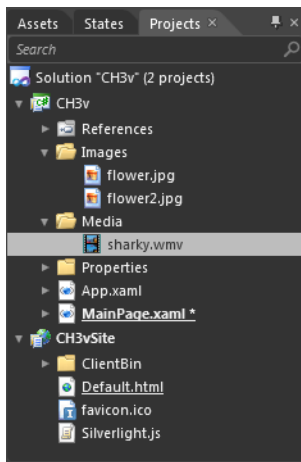 Assets States Projects ×
Search
Solution "CH3v" (2 projects)
CH3v
References
Images
flower.jpg
flower2.jpg
Media
sharky.wmv
Properties
App.xaml
MainPage.xaml *
CH3vSite
ClientBin
Default.html
favicon.ico
Silverlight.js